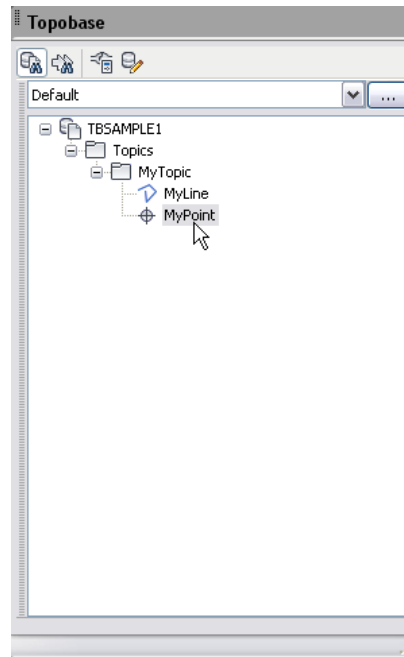 Topobase
Default
...
TBSAMPLE1
Topics
MyTopic
MyLine
MyPoint